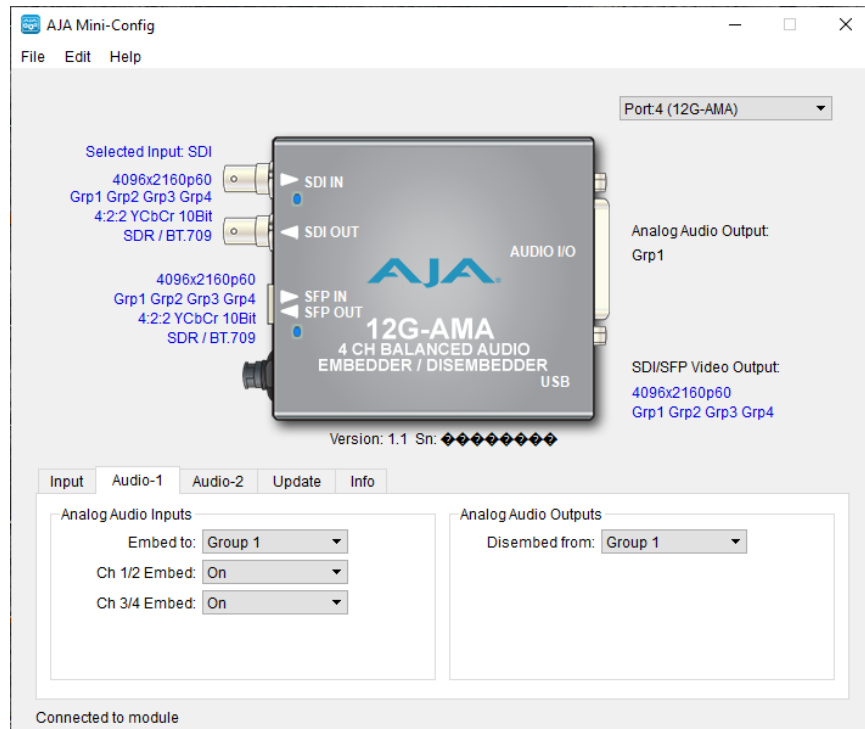 AJA Mini-Config
File Edit Help
Port:4 (12G-AMA)
Selected Input: SDI
4096x2160p60
Grp1 Grp2 Grp3 Grp4
4:2:2 YCbCr 10Bit
SDR / BT.709
4096x2160p60
Grp1 Grp2 Grp3 Grp4
4:2:2 YCbCr 10Bit
SDR / BT.709
SDI IN
SDI OUT
AUDIO I/O
AJA
SFP IN
SFP OUT
12G-AMA
4 CH BALANCED AUDIO
EMBEDDER / DISEMBEDDER
USB
Analog Audio Output:
Grp1
SDI/SFP Video Output:
4096x2160p60
Grp1 Grp2 Grp3 Grp4
Version: 1.1 Sn: ���������
Input Audio-1 Audio-2 Update Info
Analog Audio Inputs
Embed to: Group 1
Ch 1/2 Embed: On
Ch 3/4 Embed: On
Analog Audio Outputs
Disembed from: Group 1
Connected to module